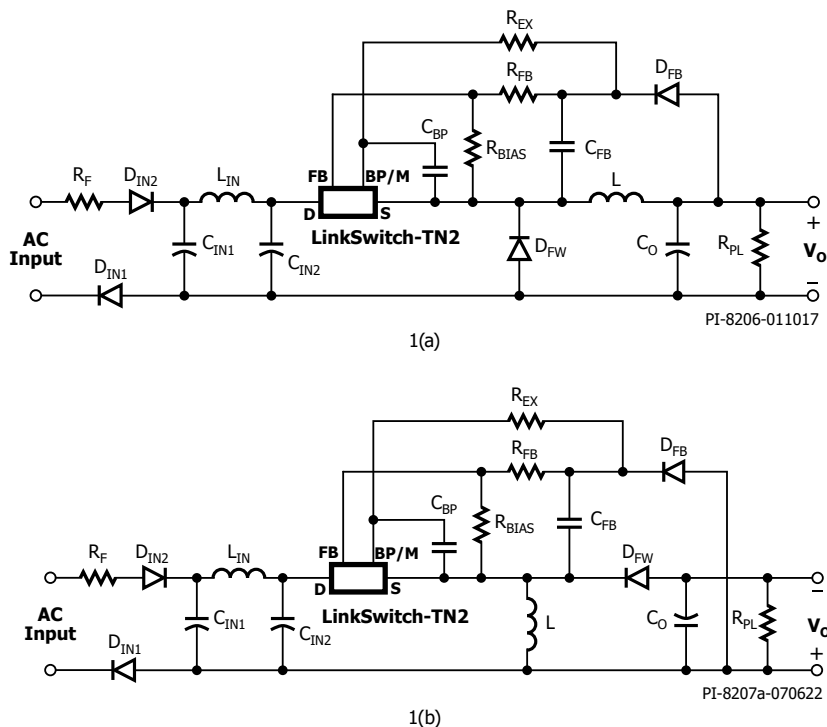 R_EX
R_FB
D_FB
C_BP
R_BIAS
C_FB
FB
BP/M
R_F
D_IN2
L_IN
D
S
L
LinkSwitch-TN2
AC
Input
C_IN1
C_IN2
D_FW
C_O
R_PL
+
V_O
D_IN1
–
PI-8206-011017
1(a)
R_EX
R_FB
D_FB
C_BP
R_BIAS
C_FB
FB
BP/M
R_F
D_IN2
L_IN
D
S
D_FW
–
LinkSwitch-TN2
AC
Input
C_IN1
C_IN2
L
C_O
R_PL
V_O
D_IN1
+
PI-8207a-070622
1(b)